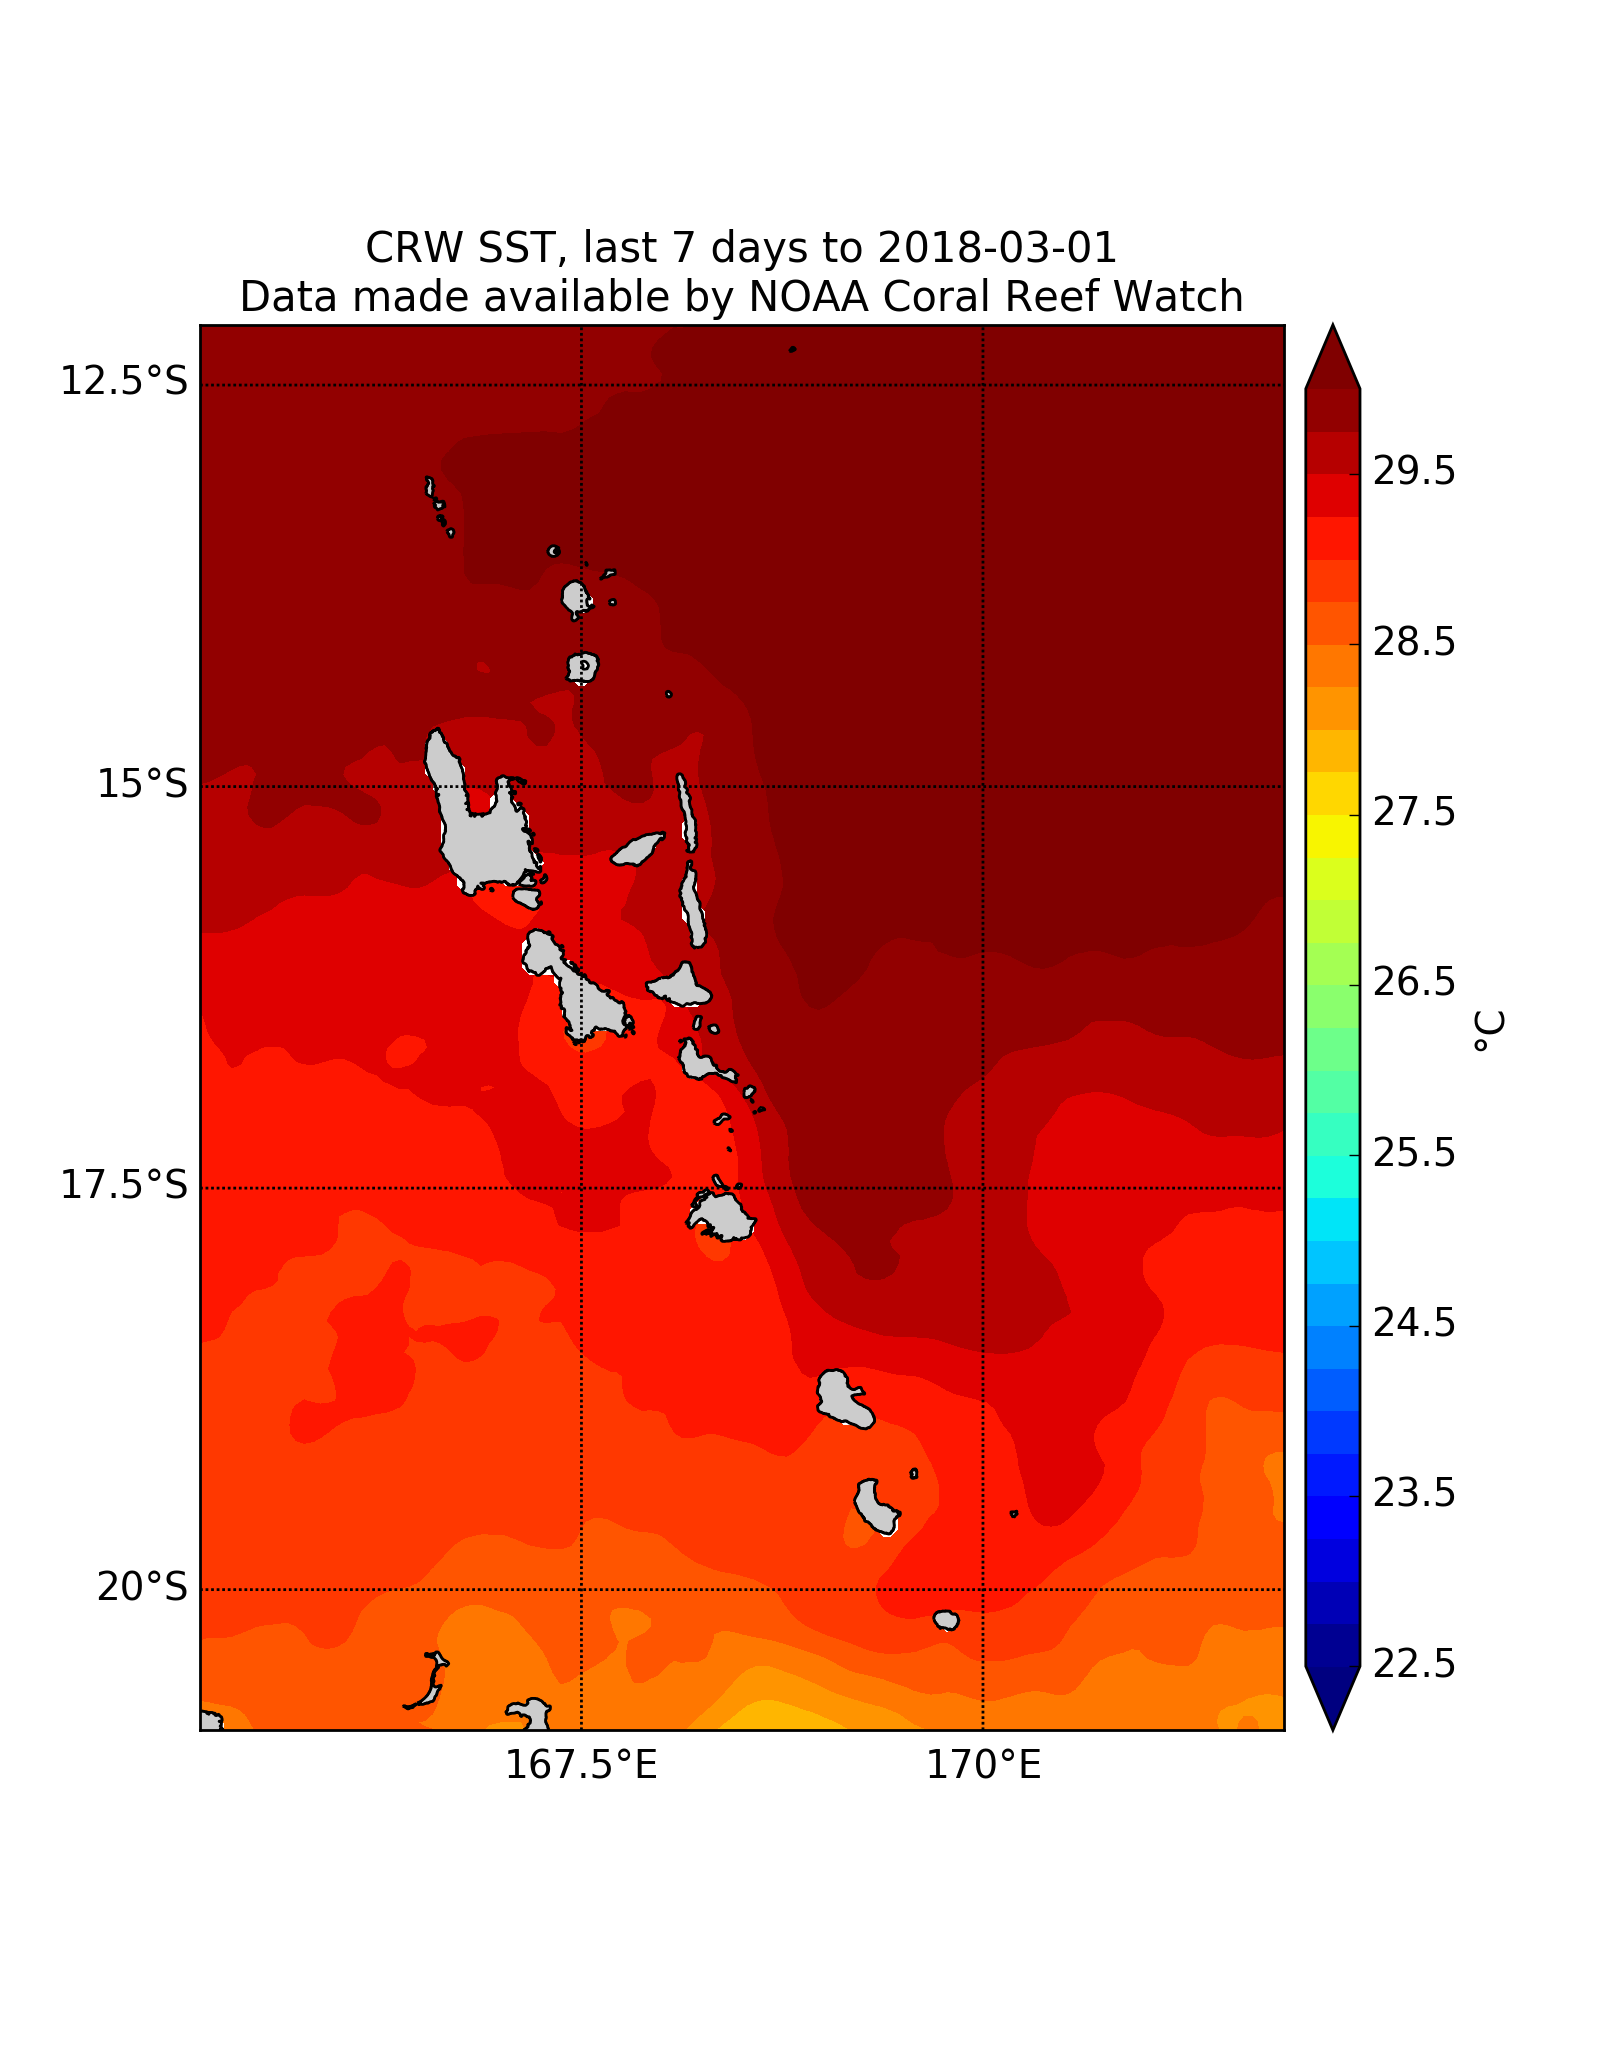 CRW SST, last 7 days to 2018-03-01
Data made available by NOAA Coral Reef Watch
12.5°S
15°S
17.5°S
20°S
167.5°E
170°E
29.5
28.5
27.5
26.5
25.5
24.5
23.5
22.5
°C